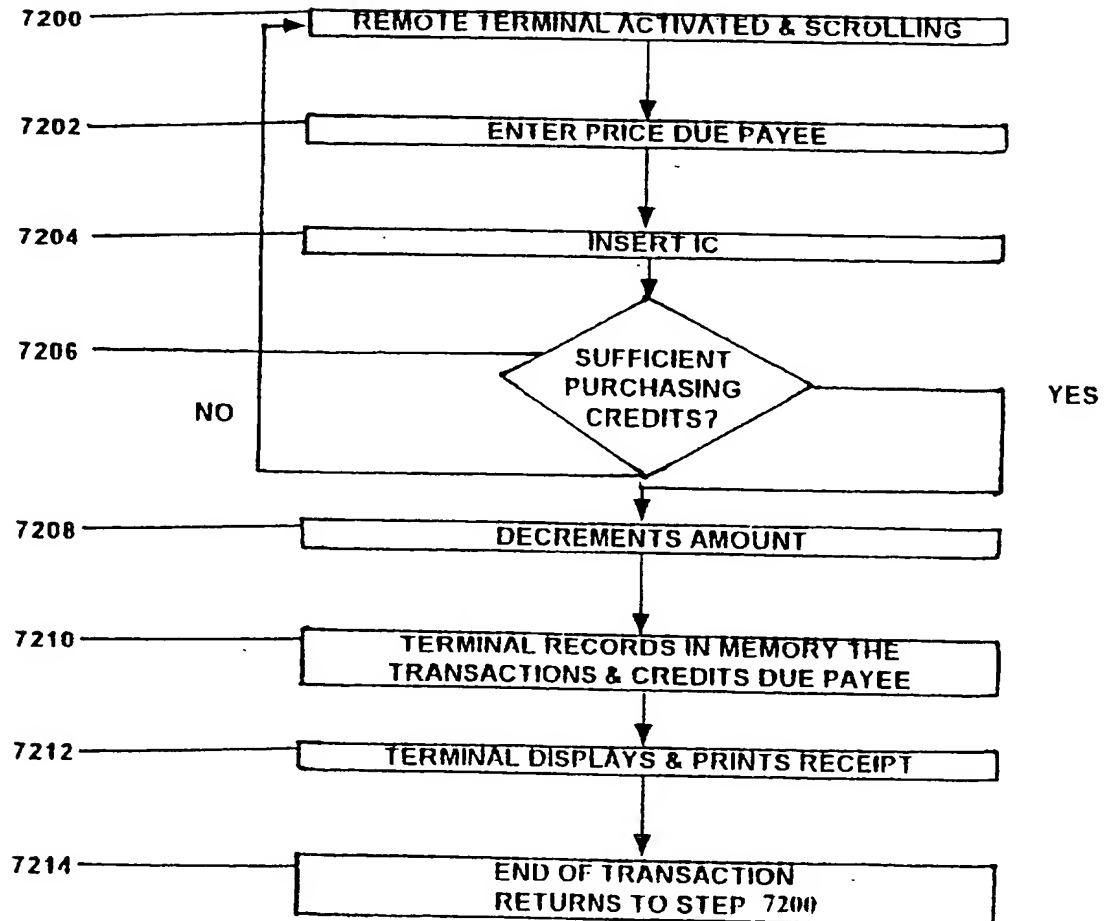 7200
REMOTE TERMINAL ACTIVATED & SCROLLING
7202
ENTER PRICE DUE PAYEE
7204
INSERT IC
7206
SUFFICIENT
PURCHASING
CREDITS?
NO
YES
7208
DECREMENTS AMOUNT
7210
TERMINAL RECORDS IN MEMORY THE
TRANSACTIONS & CREDITS DUE PAYEE
7212
TERMINAL DISPLAYS & PRINTS RECEIPT
7214
END OF TRANSACTION
RETURNS TO STEP 7200